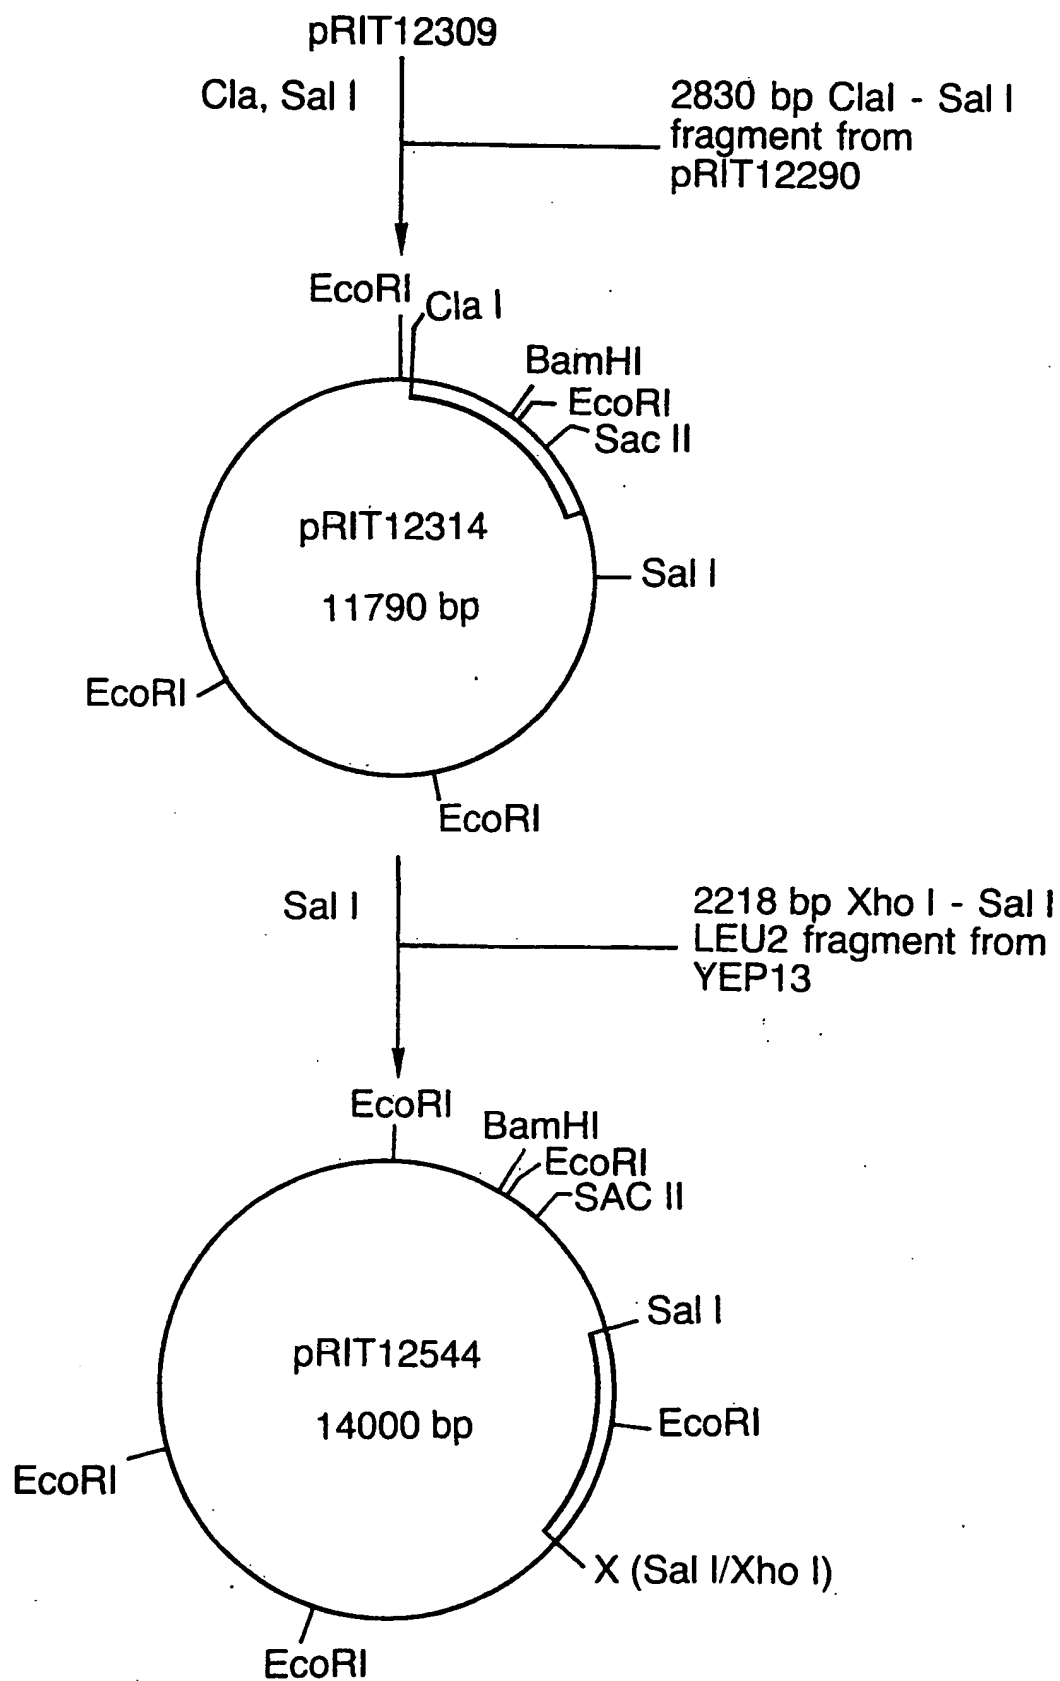 pRIT12309
Cla, Sal I
2830 bp ClaI - Sal I
fragment from
pRIT12290
EcoRI
Cla I
BamHI
EcoRI
Sac II
pRIT12314
11790 bp
Sal I
EcoRI
EcoRI
Sal I
2218 bp Xho I - Sal I
LEU2 fragment from
YEP13
EcoRI
BamHI
EcoRI
SAC II
Sal I
pRIT12544
14000 bp
EcoRI
EcoRI
X (Sal I/Xho I)
EcoRI